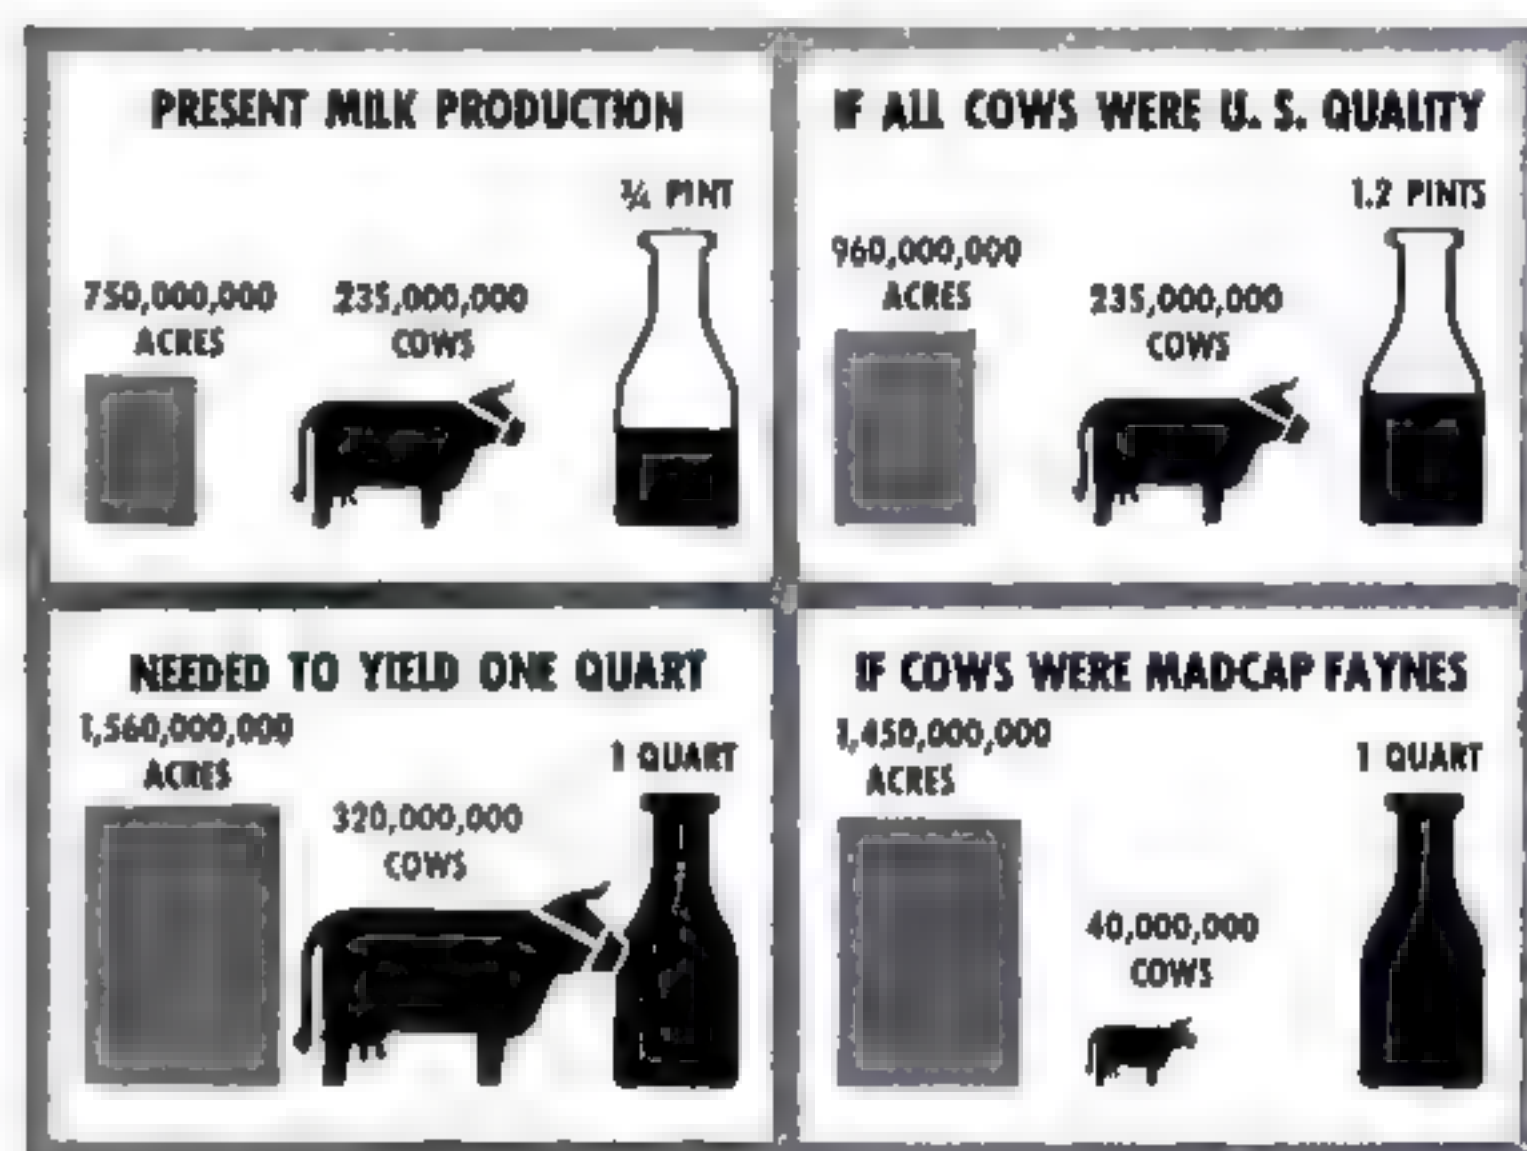 PRESENT MILK PRODUCTION
¾ PINT
750,000,000
ACRES
235,000,000
COWS
IF ALL COWS WERE U. S. QUALITY
1.2 PINTS
960,000,000
ACRES
235,000,000
COWS
NEEDED TO YIELD ONE QUART
1,560,000,000
ACRES
320,000,000
COWS
1 QUART
IF COWS WERE MADCAP FAYNES
1,450,000,000
ACRES
40,000,000
COWS
1 QUART